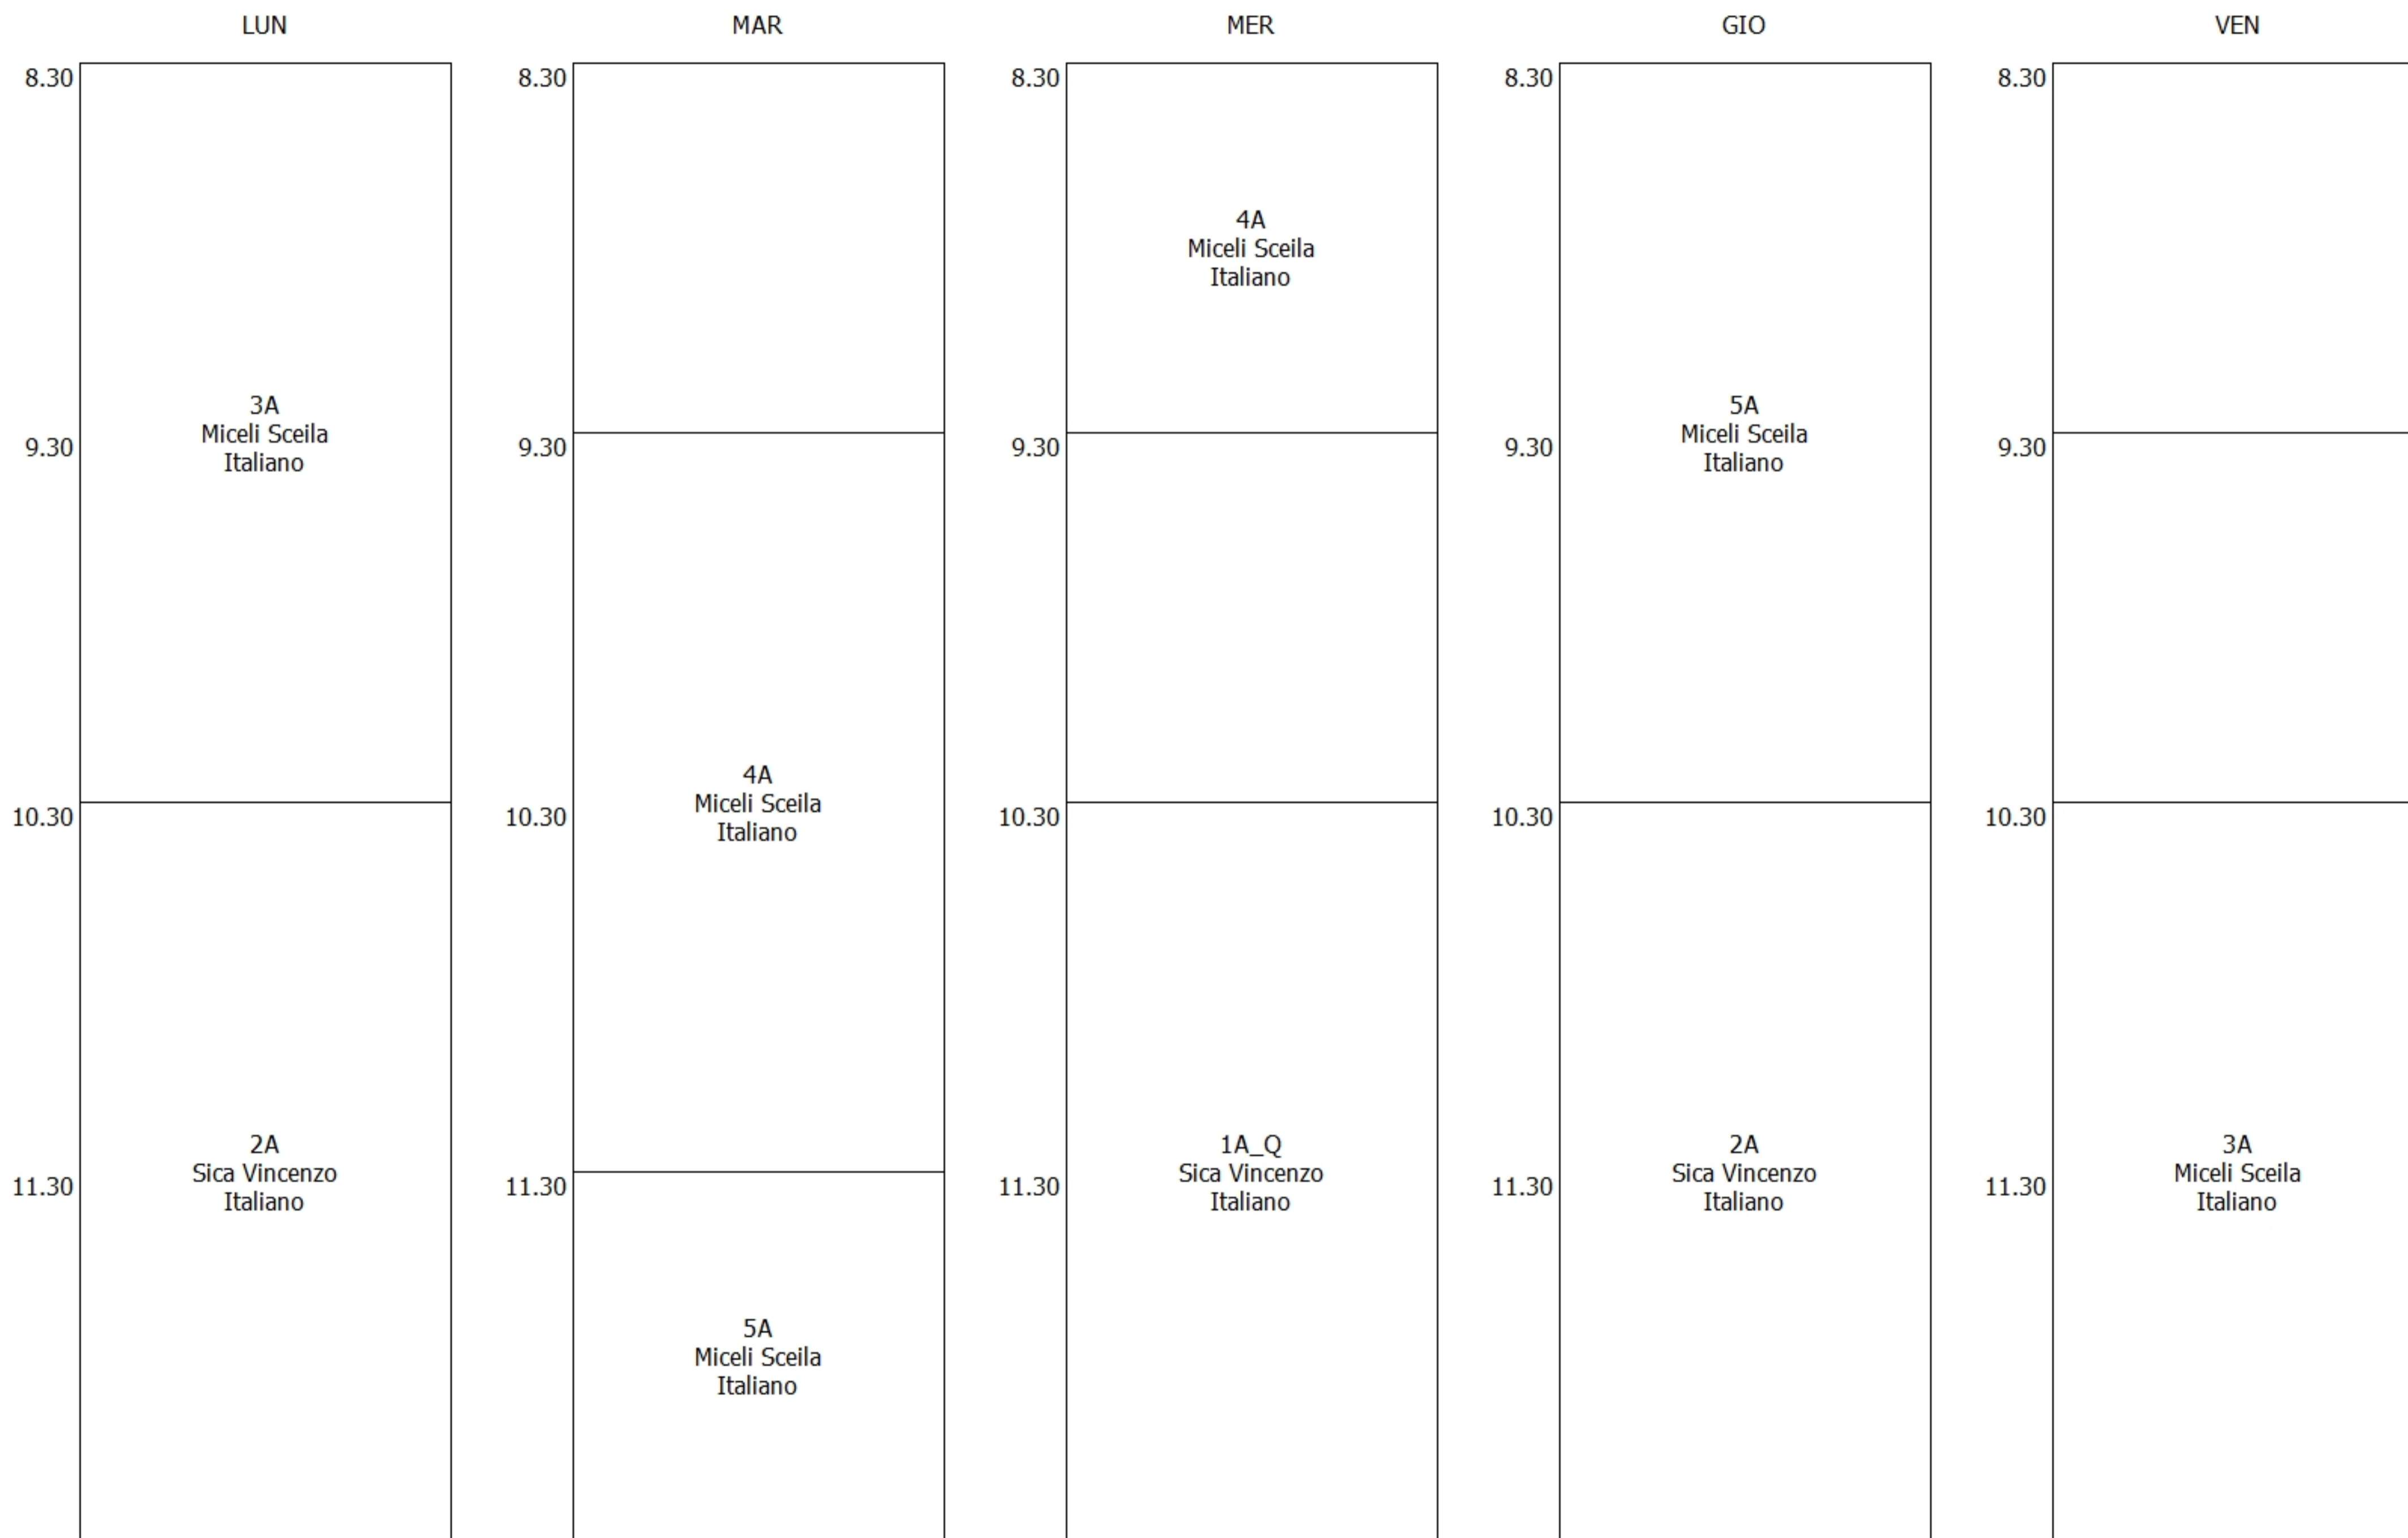 LUN
8.30
3A
Miceli Sceila
Italiano
9.30
10.30
2A
Sica Vincenzo
Italiano
11.30
MAR
8.30
9.30
4A
Miceli Sceila
Italiano
10.30
11.30
5A
Miceli Sceila
Italiano
MER
8.30
4A
Miceli Sceila
Italiano
9.30
10.30
1A_Q
Sica Vincenzo
Italiano
11.30
GIO
8.30
5A
Miceli Sceila
Italiano
9.30
10.30
2A
Sica Vincenzo
Italiano
11.30
VEN
8.30
9.30
10.30
3A
Miceli Sceila
Italiano
11.30